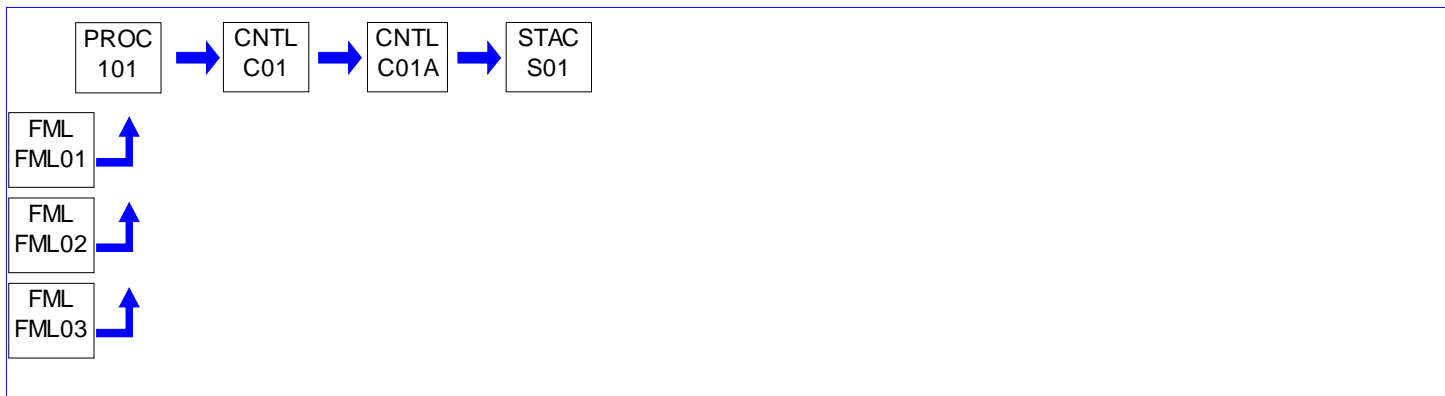 PROC
101
CNTL
C01
CNTL
C01A
STAC
S01
FML
FML01
FML
FML02
FML
FML03